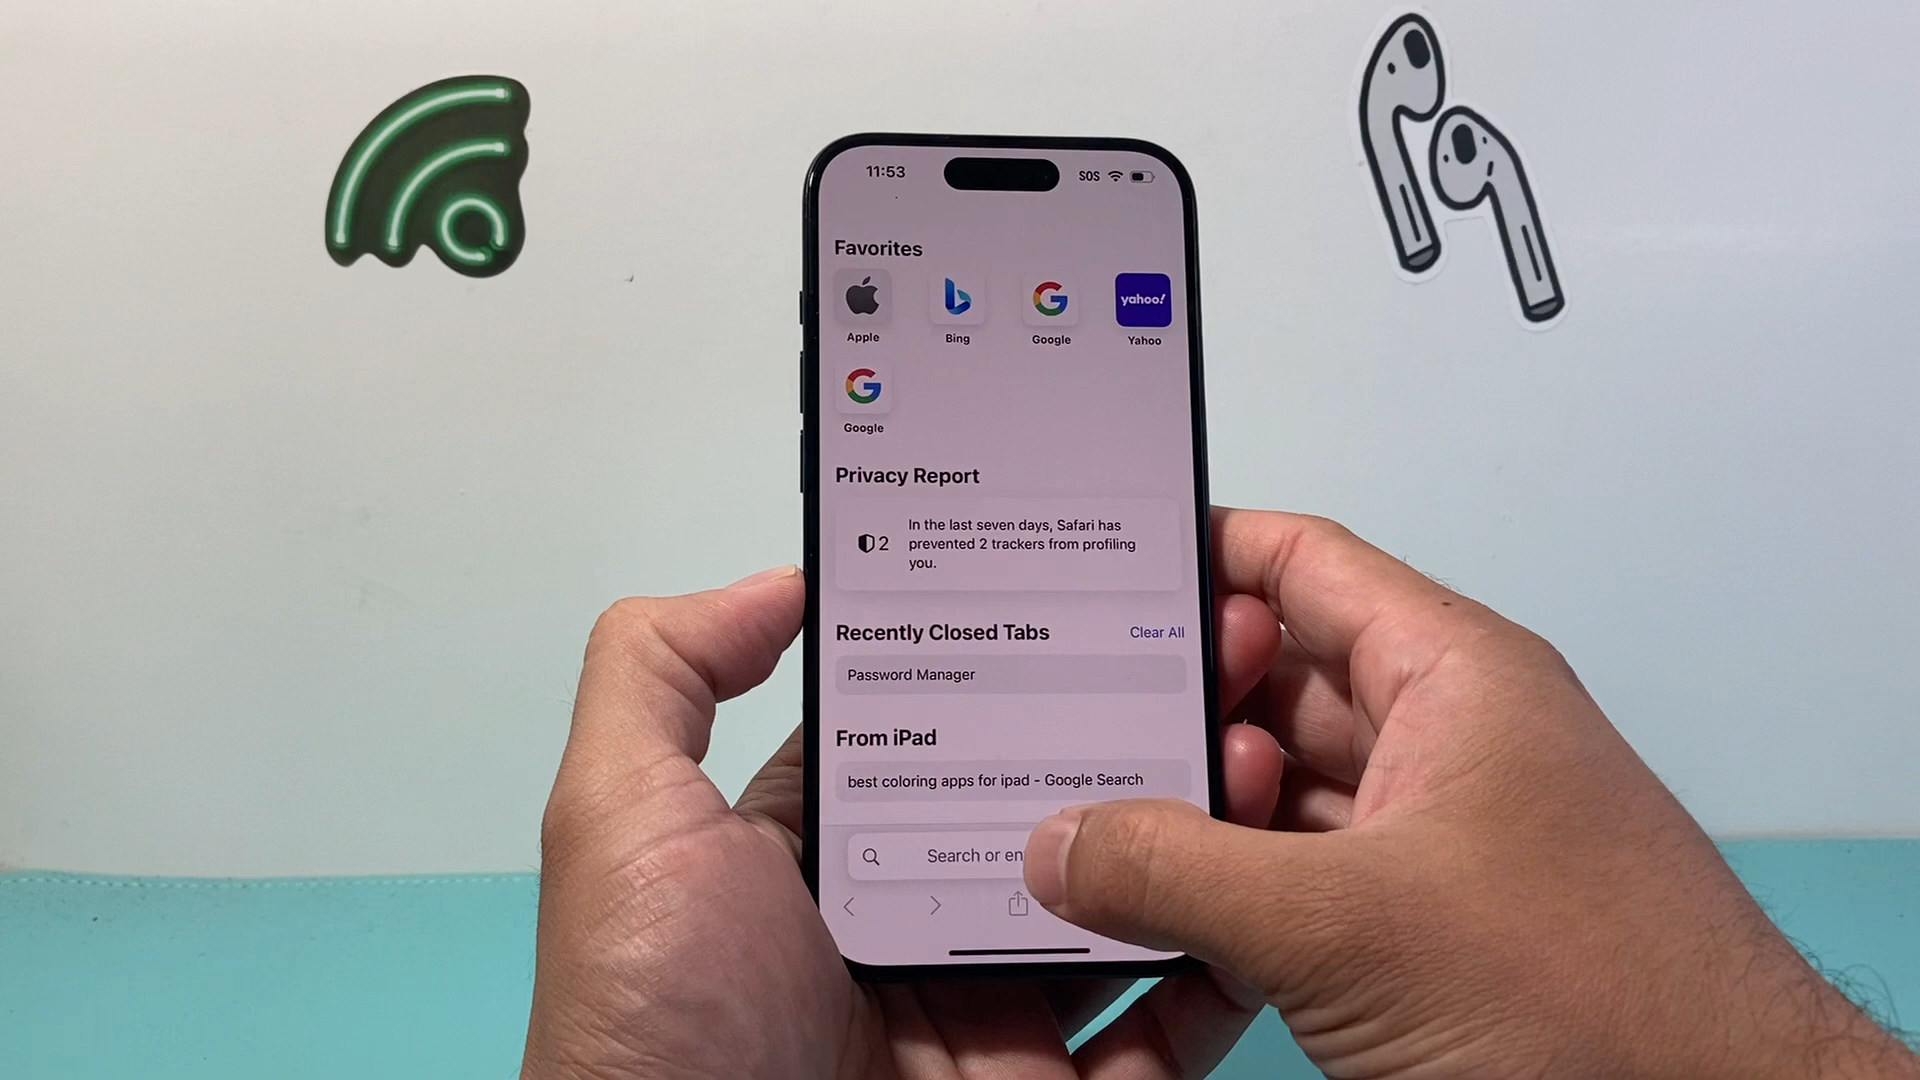 11:53
SOS
Favorites
Apple
Bing
Google
yahoo!
Yahoo
Google
Privacy Report
2
In the last seven days, Safari has
prevented 2 trackers from profiling
you.
Recently Closed Tabs
Clear All
Password Manager
From iPad
best coloring apps for ipad - Google Search
Search or en